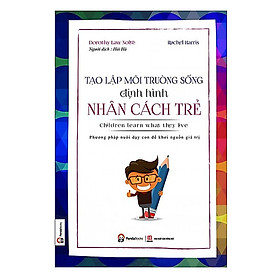 Dorothy Law Nolte
Rachel Harris
Người dịch : Hải Hà
TẠO LẬP MÔI TRƯỜNG SỐNG
định hình
NHÂN CÁCH TRẺ
Children learn what they live
Phương pháp nuôi dạy con để khơi nguồn giá trị
PandaBooks